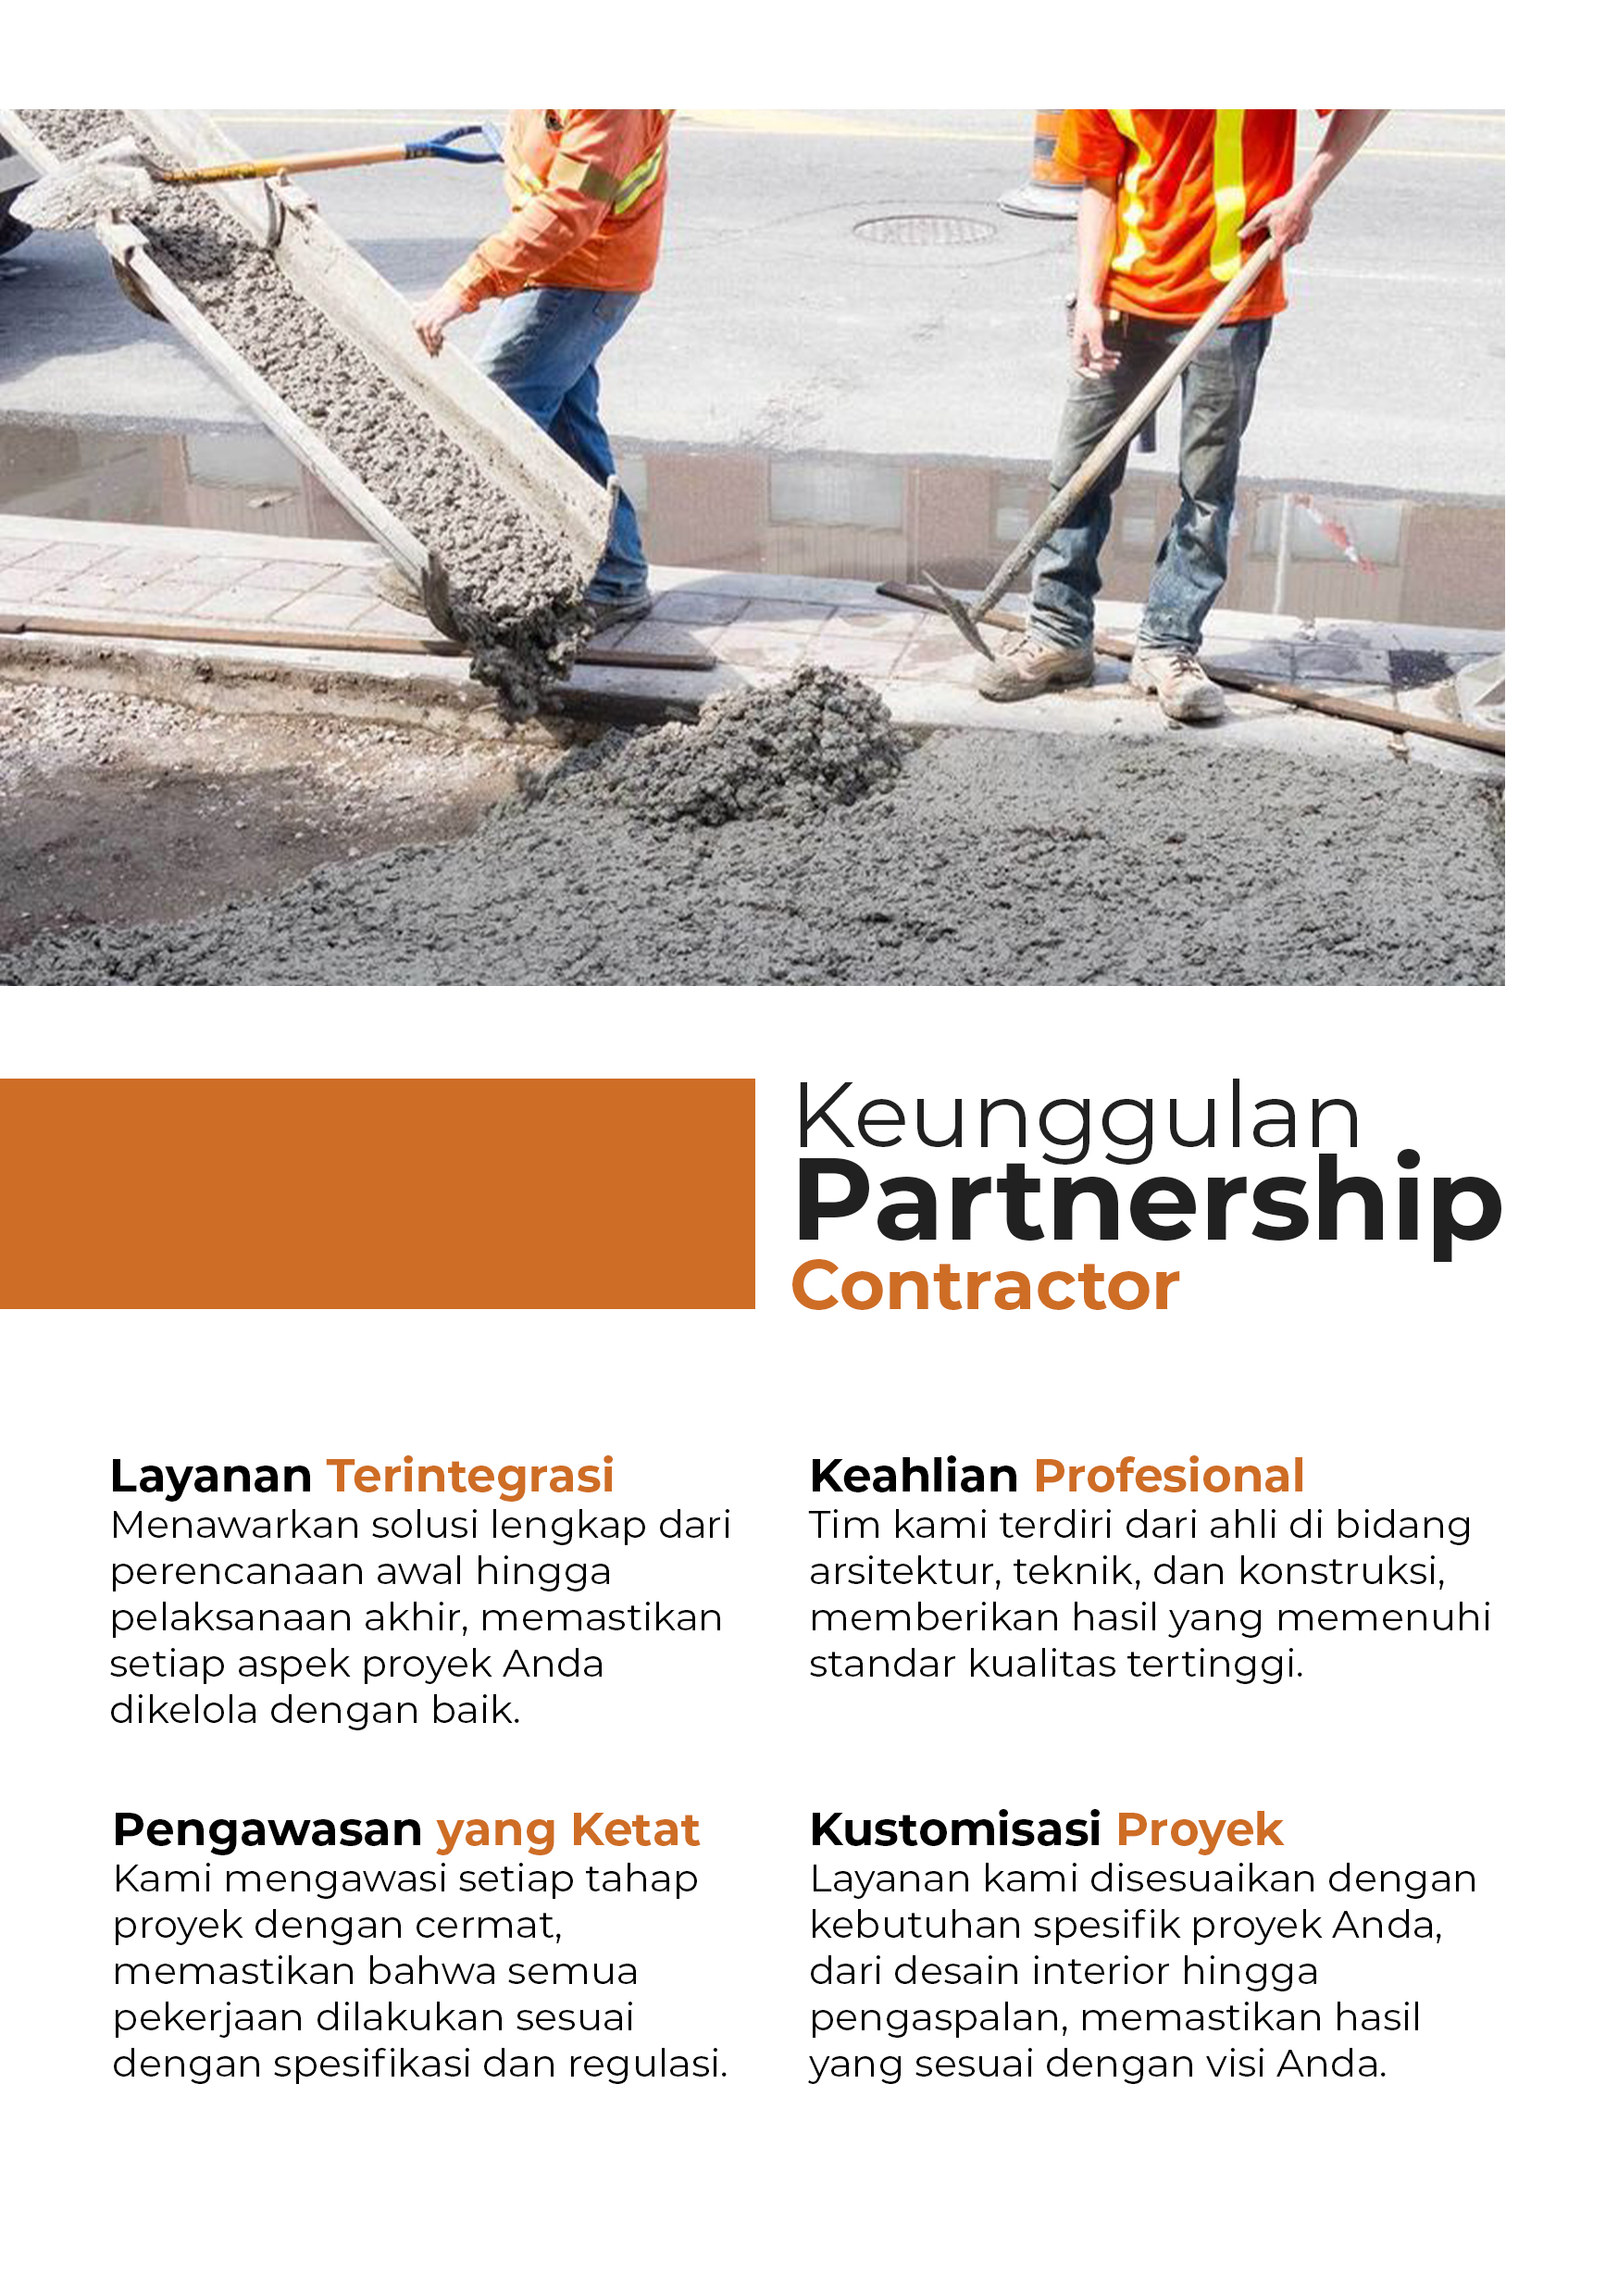 Keunggulan
Partnership
Contractor
Layanan Terintegrasi
Menawarkan solusi lengkap dari
perencanaan awal hingga
pelaksanaan akhir, memastikan
setiap aspek proyek Anda
dikelola dengan baik.
Keahlian Profesional
Tim kami terdiri dari ahli di bidang
arsitektur, teknik, dan konstruksi,
memberikan hasil yang memenuhi
standar kualitas tertinggi.
Pengawasan yang Ketat
Kami mengawasi setiap tahap
proyek dengan cermat,
memastikan bahwa semua
pekerjaan dilakukan sesuai
dengan spesifikasi dan regulasi.
Kustomisasi Proyek
Layanan kami disesuaikan dengan
kebutuhan spesifik proyek Anda,
dari desain interior hingga
pengaspalan, memastikan hasil
yang sesuai dengan visi Anda.